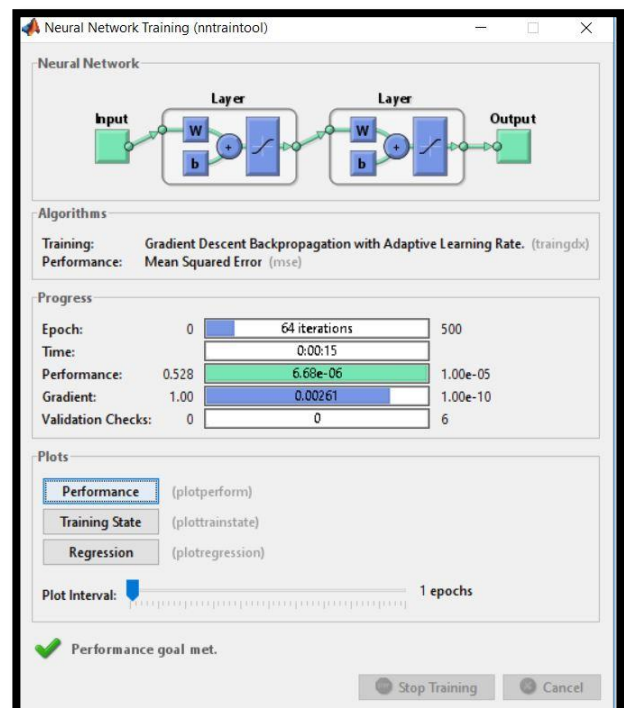 Neural Network Training (nntraintool)
Neural Network
Layer Layer
Input Output
W W
b b
+ +
Algorithms
Training: Gradient Descent Backpropagation with Adaptive Learning Rate. (traingdx)
Performance: Mean Squared Error (mse)
Progress
Epoch: 0 64 iterations 500
Time: 0:00:15
Performance: 0.528 6.68e-06 1.00e-05
Gradient: 1.00 0.00261 1.00e-10
Validation Checks: 0 0 6
Plots
Performance (plotperform)
Training State (plottrainstate)
Regression (plotregression)
Plot Interval: 1 epochs
Performance goal met.
Stop Training Cancel